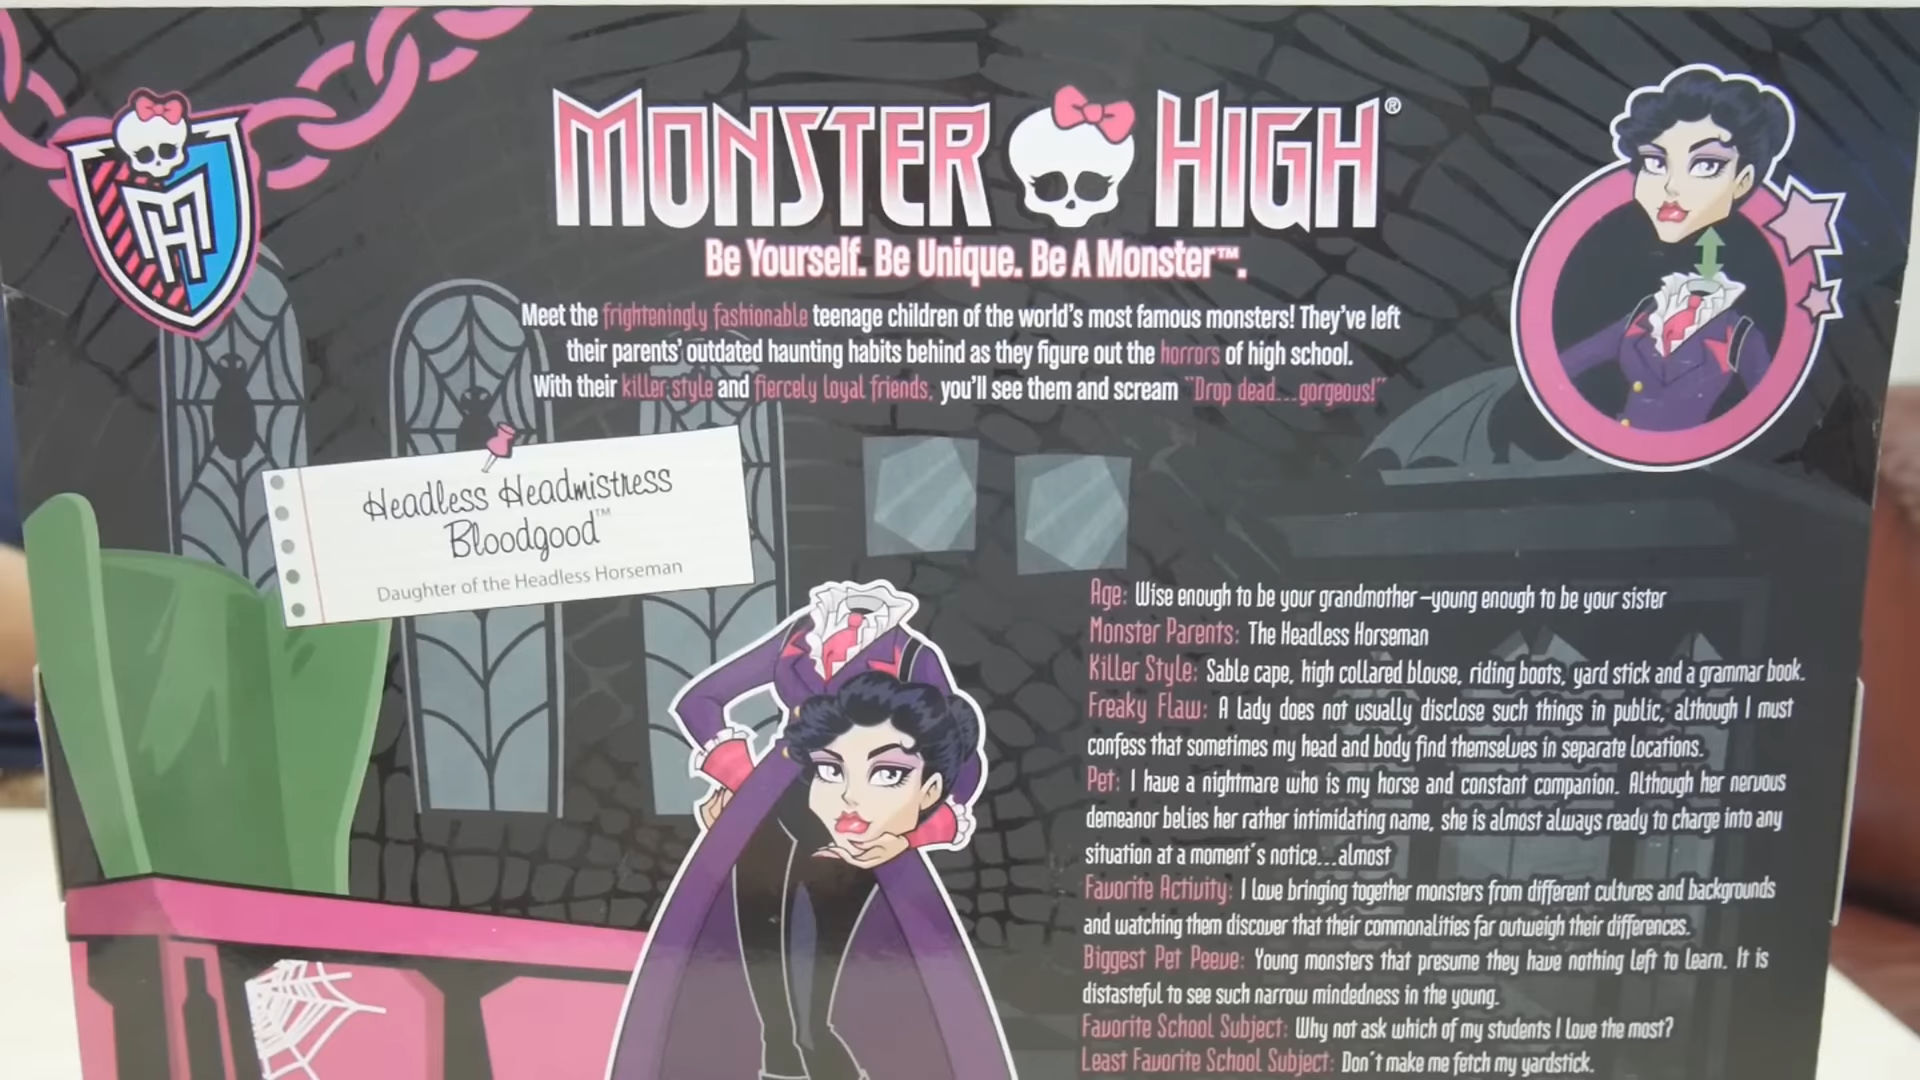 MONSTER HIGH®
Be Yourself. Be Unique. Be A Monster™.
Meet the frighteningly fashionable teenage children of the world's most famous monsters! They've left
their parents' outdated haunting habits behind as they figure out the horrors of high school.
With their killer style and fiercely loyal friends, you'll see them and scream "Drop dead...gorgeous!"
MH
Headless Headmistress
Bloodgood™
Daughter of the Headless Horseman
Age: Wise enough to be your grandmother–young enough to be your sister
Monster Parents: The Headless Horseman
Killer Style: Sable cape, high collared blouse, riding boots, yard stick and a grammar book.
Freaky Flaw: A lady does not usually disclose such things in public, although I must
confess that sometimes my head and body find themselves in separate locations.
Pet: I have a nightmare who is my horse and constant companion. Although her nervous
demeanor belies her rather intimidating name, she is almost always ready to charge into any
situation at a moment's notice...almost
Favorite Activity: I love bringing together monsters from different cultures and backgrounds
and watching them discover that their commonalities far outweigh their differences.
Biggest Pet Peeve: Young monsters that presume they have nothing left to learn. It is
distasteful to see such narrow mindedness in the young.
Favorite School Subject: Why not ask which of my students I love the most?
Least Favorite School Subject: Don't make me fetch my yardstick.